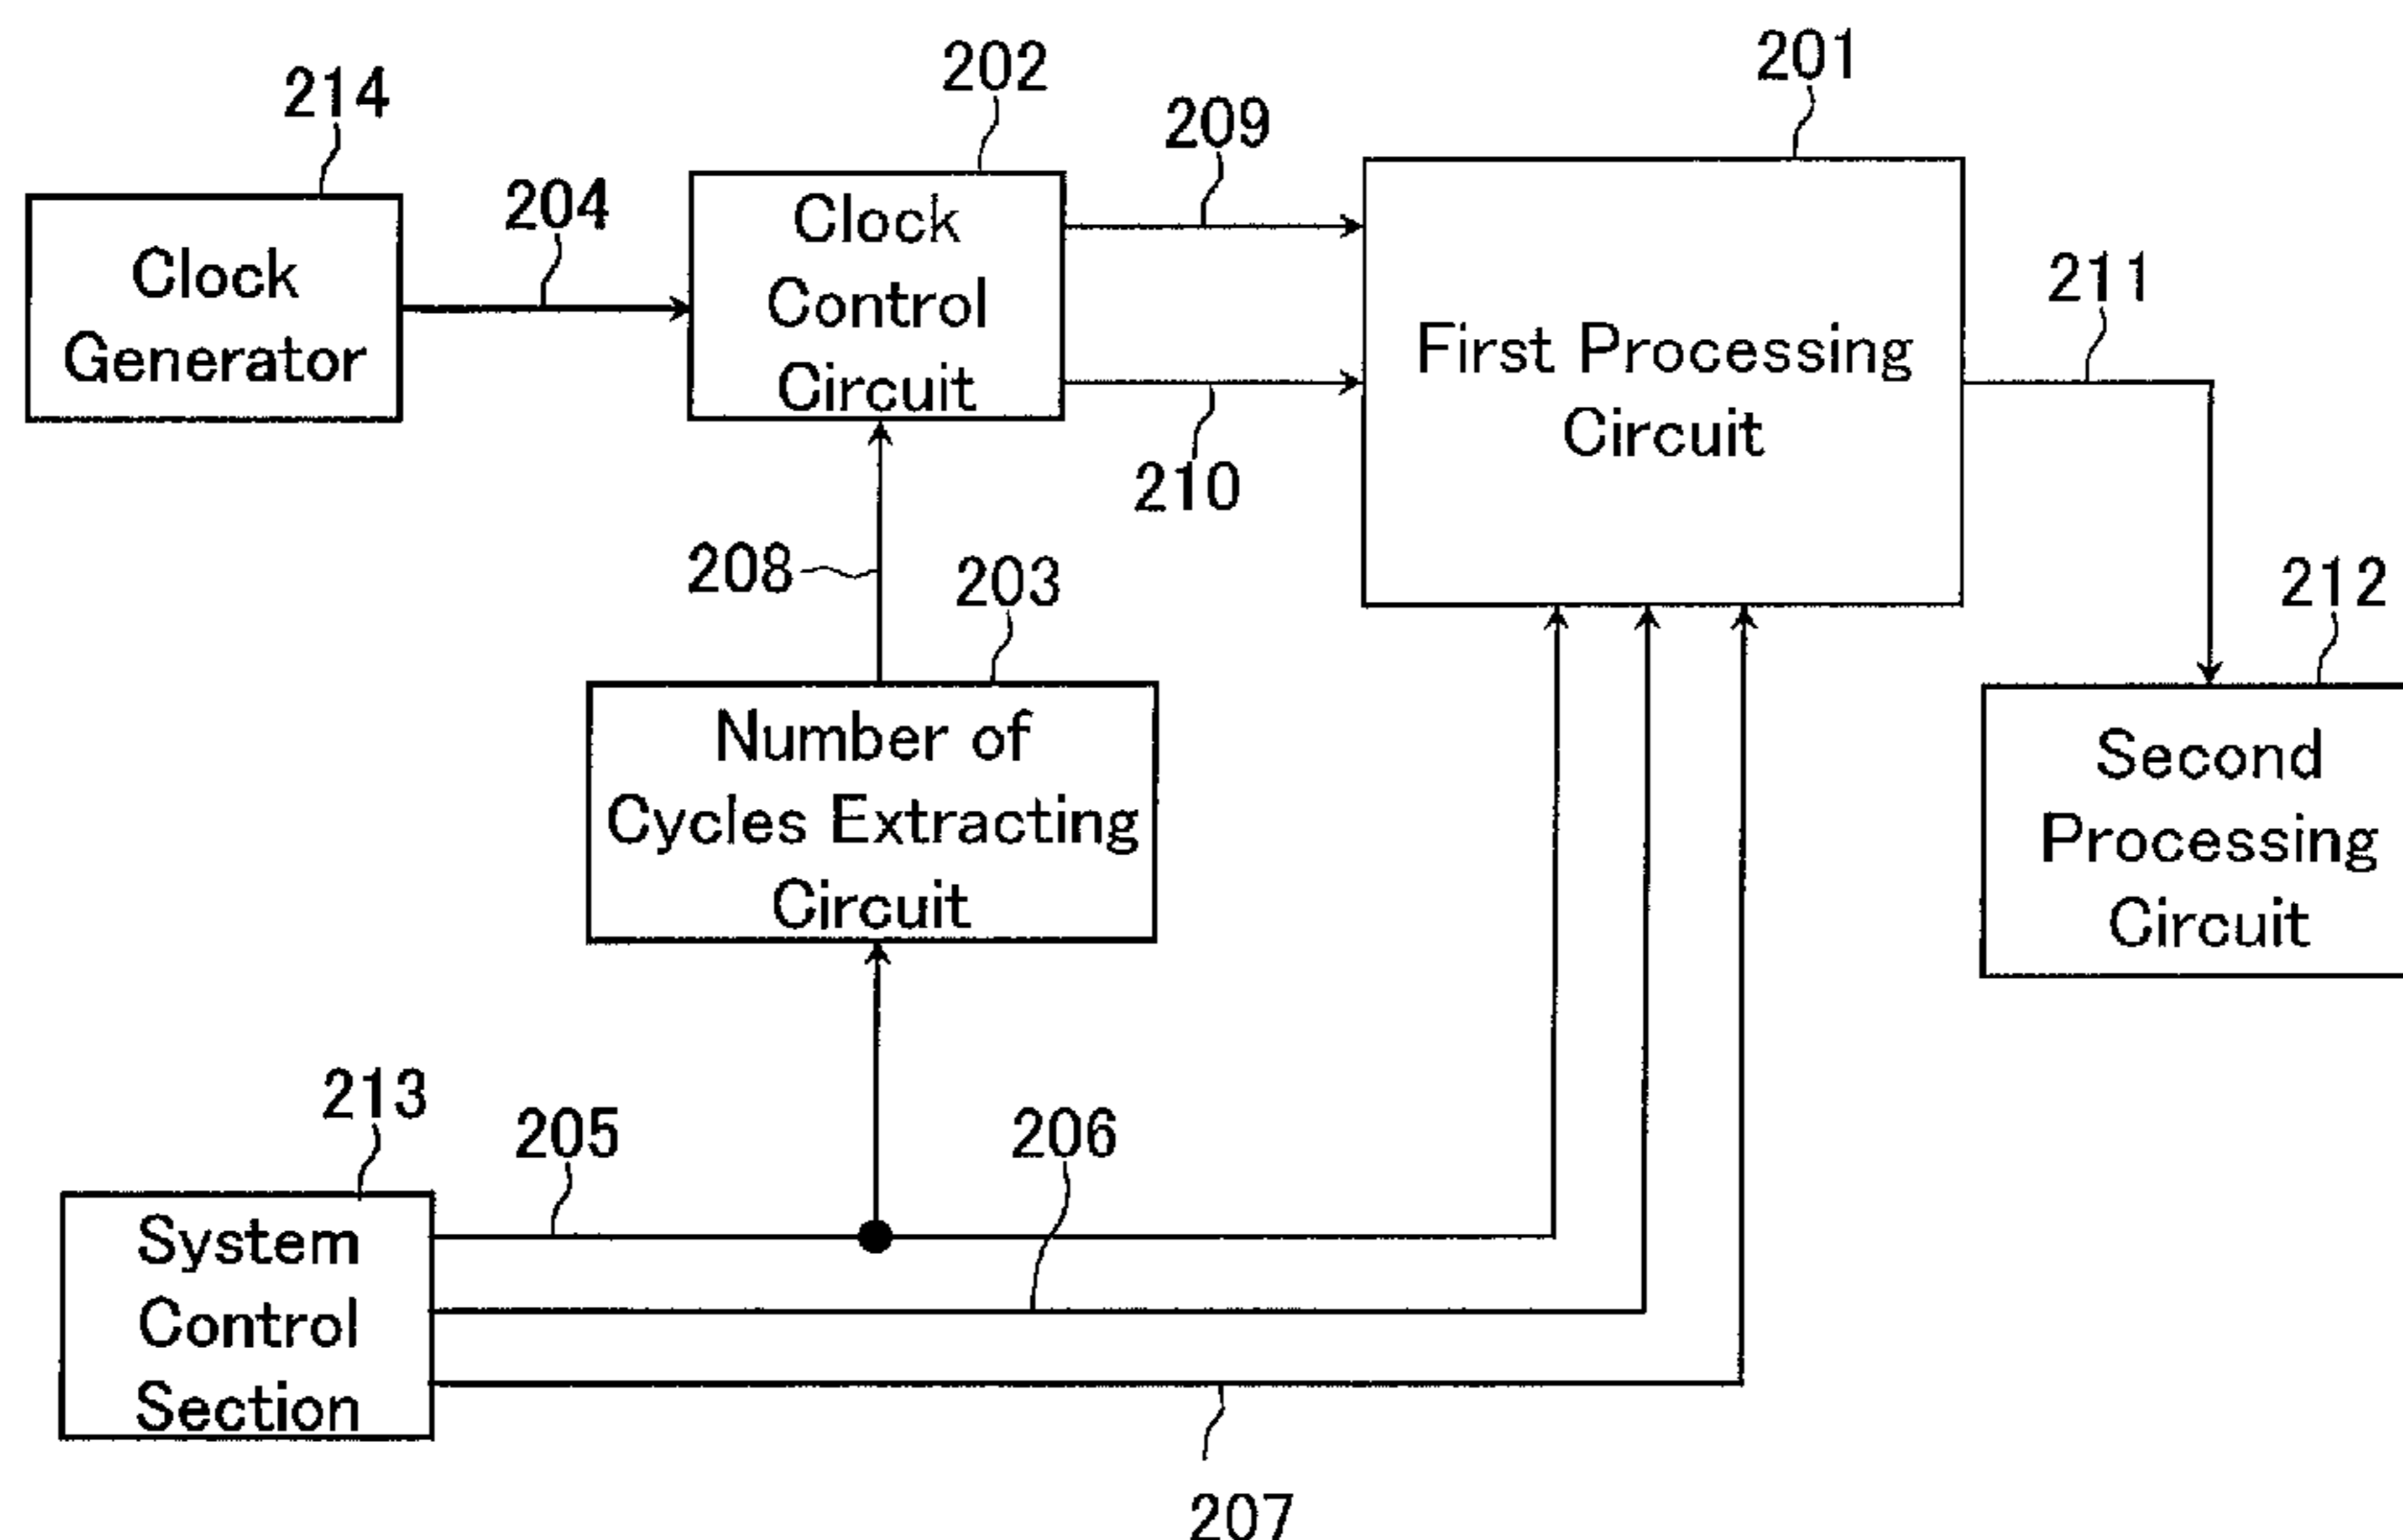 214
202
201
209
204
Clock
Generator
Clock
Control
Circuit
First Processing
Circuit
211
210
208
203
212
Number of
Cycles Extracting
Circuit
Second
Processing
Circuit
213
205
206
System
Control
Section
207